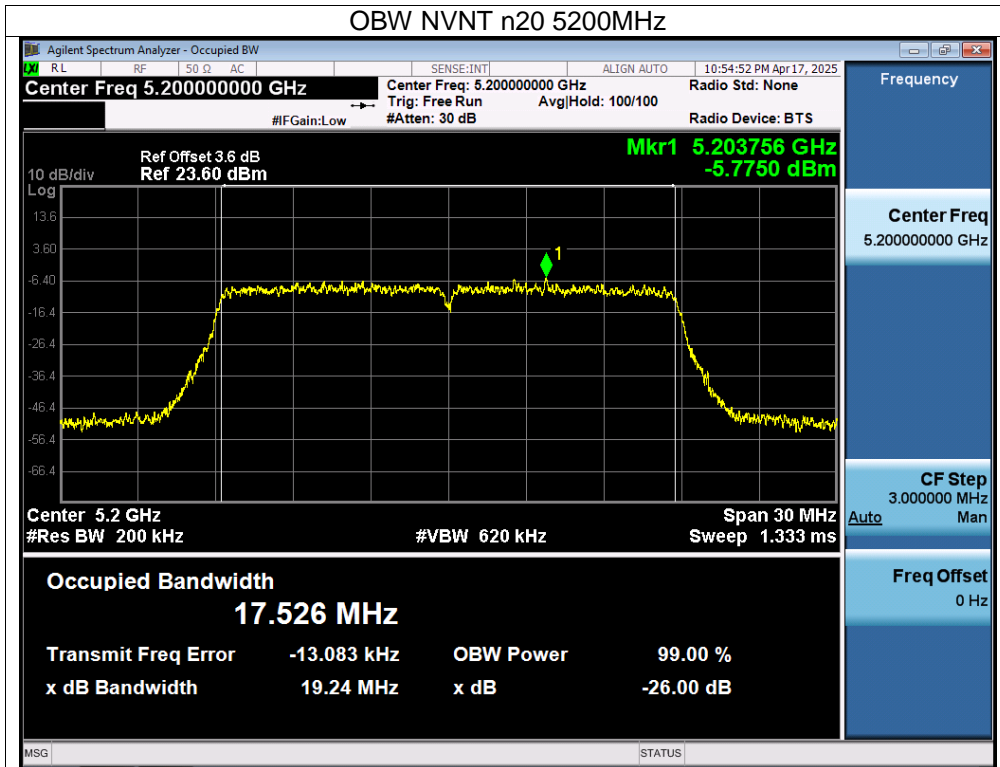 OBW NVNT n20 5200MHz
Agilent Spectrum Analyzer - Occupied BW
LXI RL RF 50 Ω AC SENSE:INT ALIGN AUTO 10:54:52 PM Apr 17, 2025
Center Freq 5.200000000 GHz
Center Freq: 5.200000000 GHz
Radio Std: None
Trig: Free Run Avg|Hold: 100/100
#IFGain:Low
#Atten: 30 dB
Radio Device: BTS
Frequency
Ref Offset 3.6 dB
Mkr1 5.203756 GHz
10 dB/div Ref 23.60 dBm
-5.7750 dBm
Log
13.6
3.60
-6.40
-16.4
-26.4
-36.4
-46.4
-56.4
-66.4
1
Center Freq
5.200000000 GHz
Center 5.2 GHz
Span 30 MHz
#Res BW 200 kHz
#VBW 620 kHz
Sweep 1.333 ms
CF Step
3.000000 MHz
Auto Man
Occupied Bandwidth
17.526 MHz
Transmit Freq Error -13.083 kHz OBW Power 99.00 %
x dB Bandwidth 19.24 MHz x dB -26.00 dB
Freq Offset
0 Hz
MSG STATUS